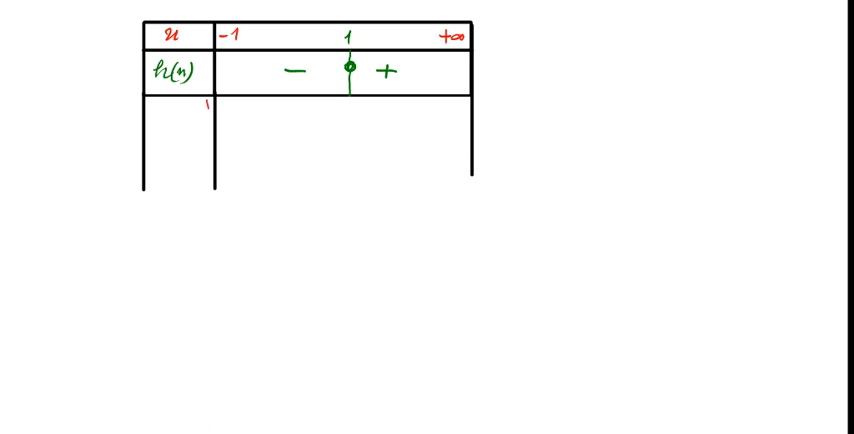 x -1 1 +∞
h(x) - 0 +